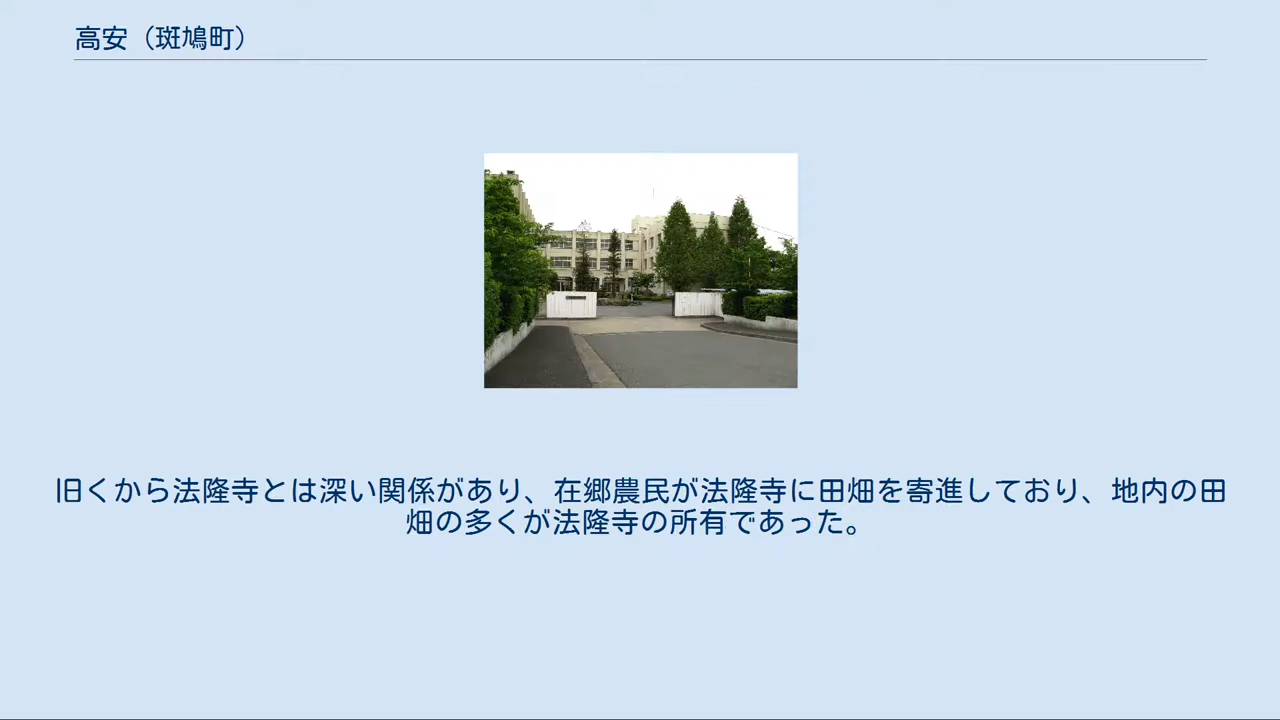 高安（斑鳩町）
旧くから法隆寺とは深い関係があり、在郷農民が法隆寺に田畑を寄進しており、地内の田
畑の多くが法隆寺の所有であった。